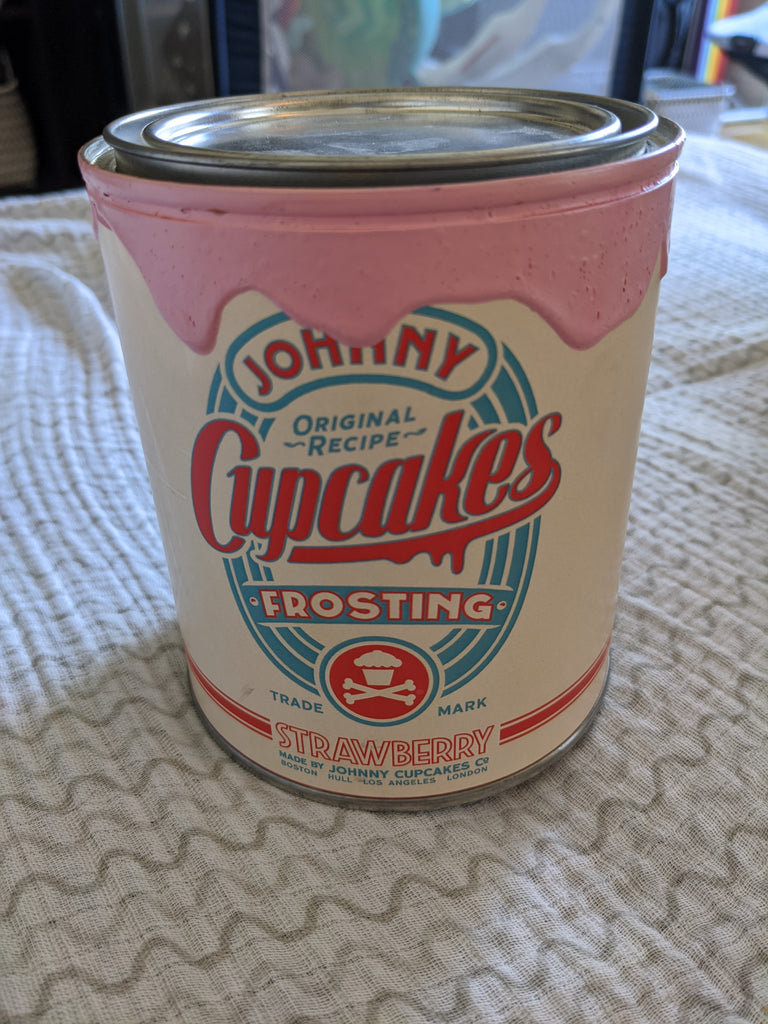 JOHNNY
ORIGINAL
~RECIPE~
Cupcakes
FROSTING
TRADE MARK
STRAWBERRY
MADE BY JOHNNY CUPCAKES Cº
BOSTON HULL LOS ANGELES LONDON